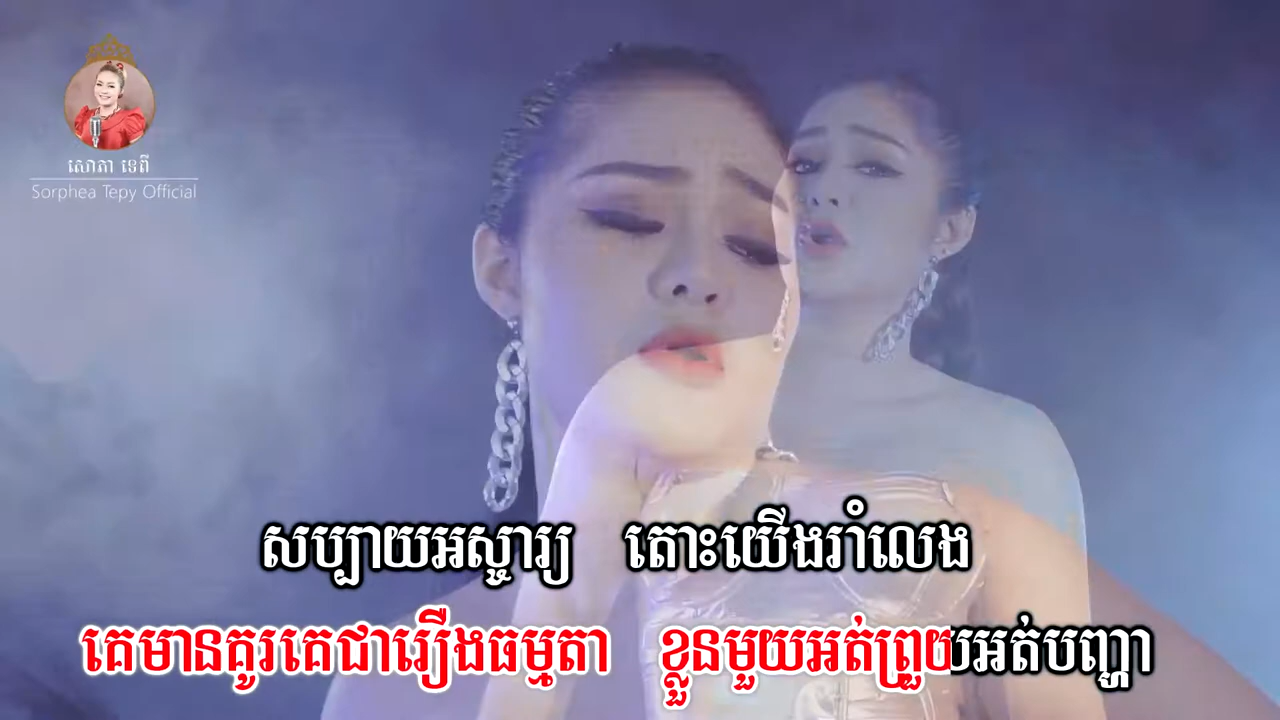 សោភា ទេពី
Sorphea Tepy Official
សប្បាយអស្ចារ្យ តោះយើងរាំលេង
គេមានគូរគេជារឿងធម្មតា ខ្លួនមួយអត់ព្រួយអត់បញ្ហា